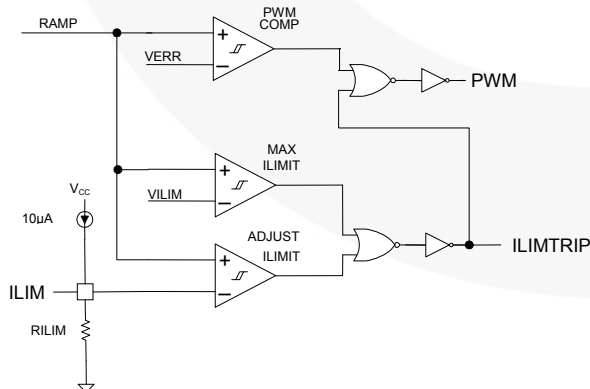 PWM
COMP
RAMP
+
VERR
−
PWM
MAX
ILIMIT
+
VILIM
−
VCC
10µA
ADJUST
ILIMIT
+
ILIMTRIP
ILIM
−
RILIM